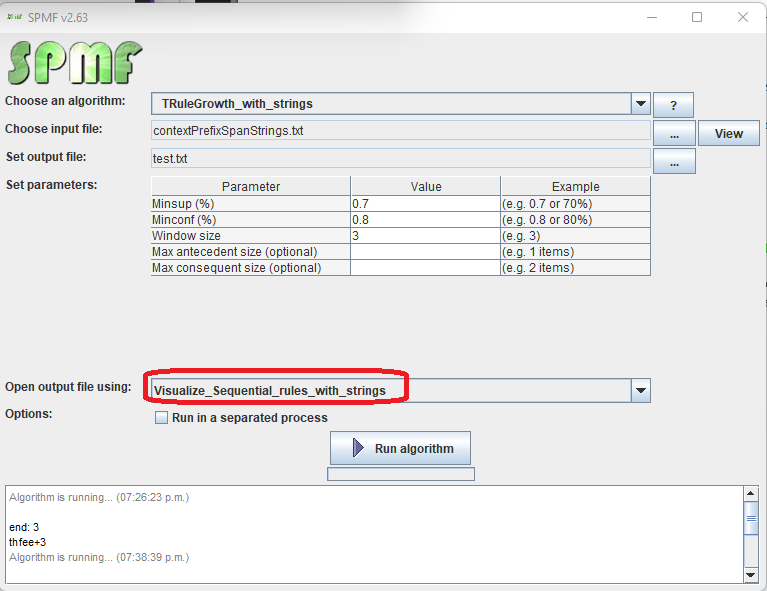 SPMF v2.63
SPMF
Choose an algorithm: TRuleGrowth_with_strings ?
Choose input file: contextPrefixSpanStrings.txt ... View
Set output file: test.txt ...
Set parameters: Parameter Value Example
Minsup (%) 0.7 (e.g. 0.7 or 70%)
Minconf (%) 0.8 (e.g. 0.8 or 80%)
Window size 3 (e.g. 3)
Max antecedent size (optional) (e.g. 1 items)
Max consequent size (optional) (e.g. 2 items)
Open output file using: Visualize_Sequential_rules_with_strings
Options: Run in a separated process
Run algorithm
Algorithm is running... (07:26:23 p.m.)
end: 3
thfee+3
Algorithm is running... (07:38:39 p.m.)